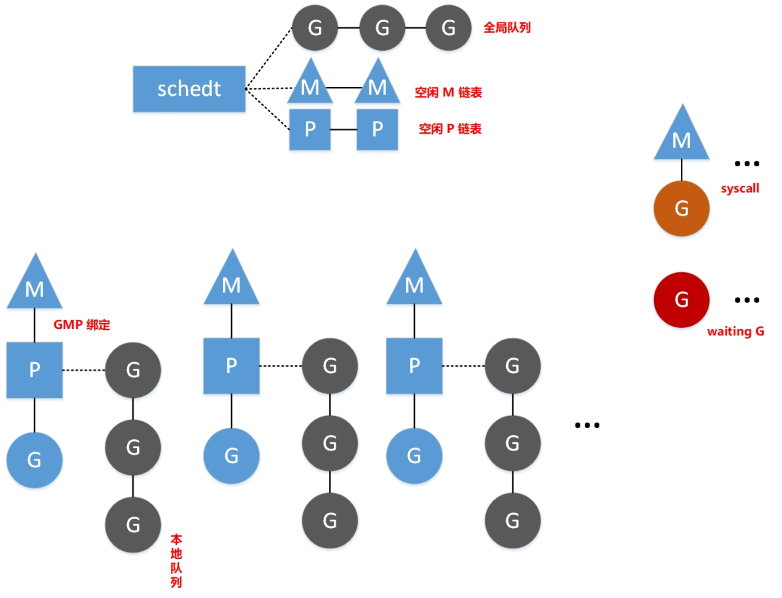 G G G 全局队列
schedt
M M 空闲 M 链表
P P 空闲 P 链表
M
...
syscall
G
M M M
G
...
waiting G
GMP 绑定
P G P G P G
...
G G G G G G
G G G
本
地
队
列